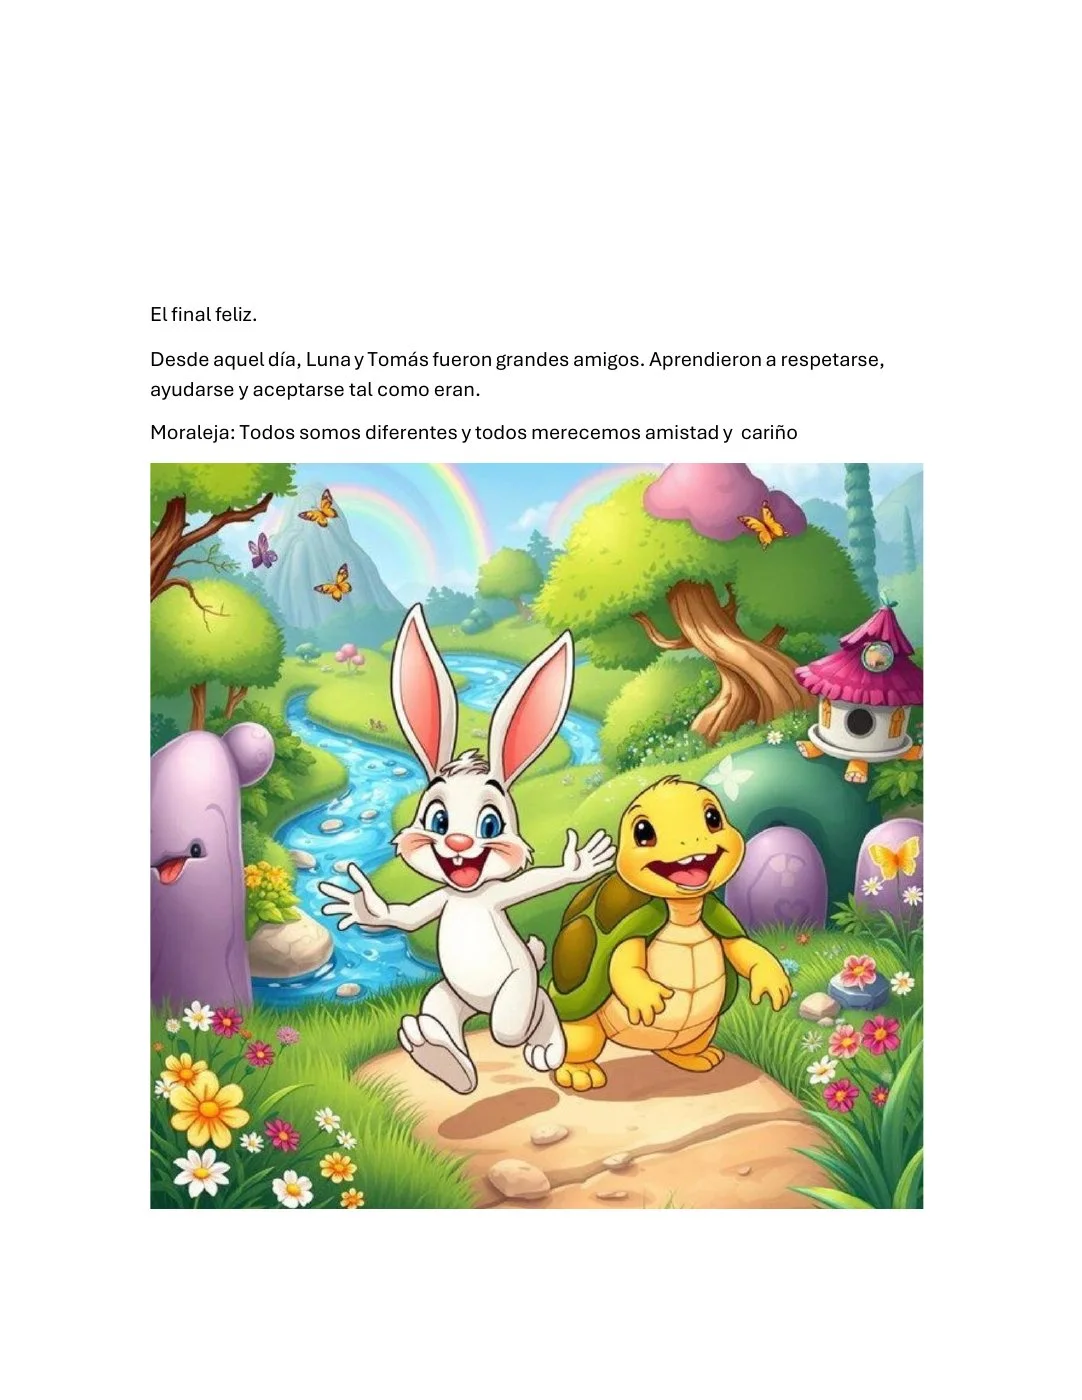 El final feliz.
Desde aquel día, Luna y Tomás fueron grandes amigos. Aprendieron a respetarse,
ayudarse y aceptarse tal como eran.
Moraleja: Todos somos diferentes y todos merecemos amistad y cariño